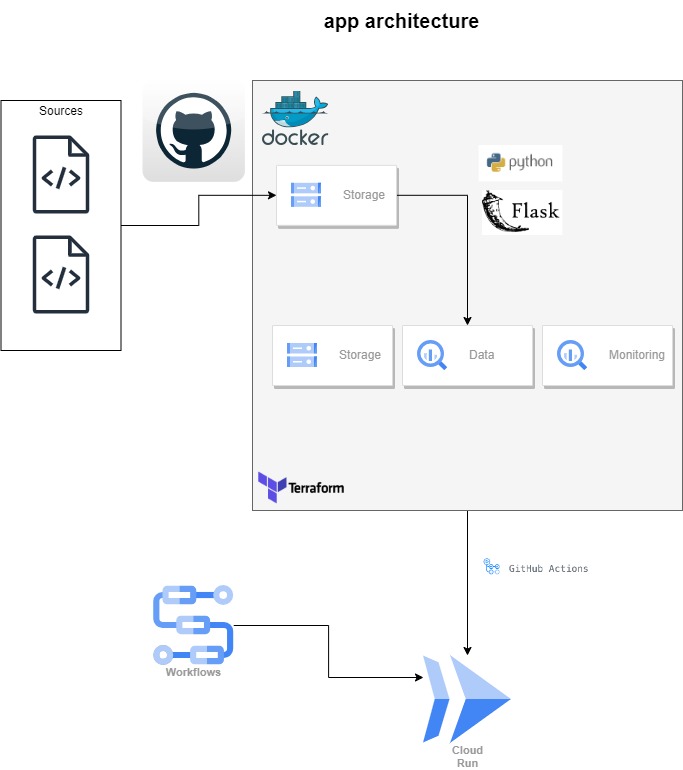 app architecture
Sources
docker
python
Storage
Flask
Storage
Data
Monitoring
Terraform
GitHub Actions
Workflows
Cloud
Run